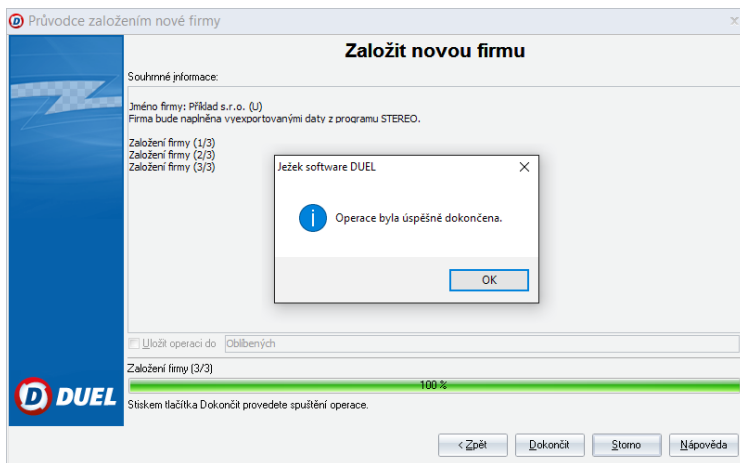 Průvodce založením nové firmy
Založit novou firmu
Souhrnné informace:
Jméno firmy: Příklad s.r.o. (U)
Firma bude naplněna vyexportovanými daty z programu STEREO.
Založení firmy (1/3)
Založení firmy (2/3)
Založení firmy (3/3)
Ježek software DUEL
Operace byla úspěšně dokončena.
OK
Uložit operaci do Oblíbených
Založení firmy (3/3)
100 %
Stiskem tlačítka Dokončit provedete spuštění operace.
DUEL
< Zpět Dokončit Storno Nápověda